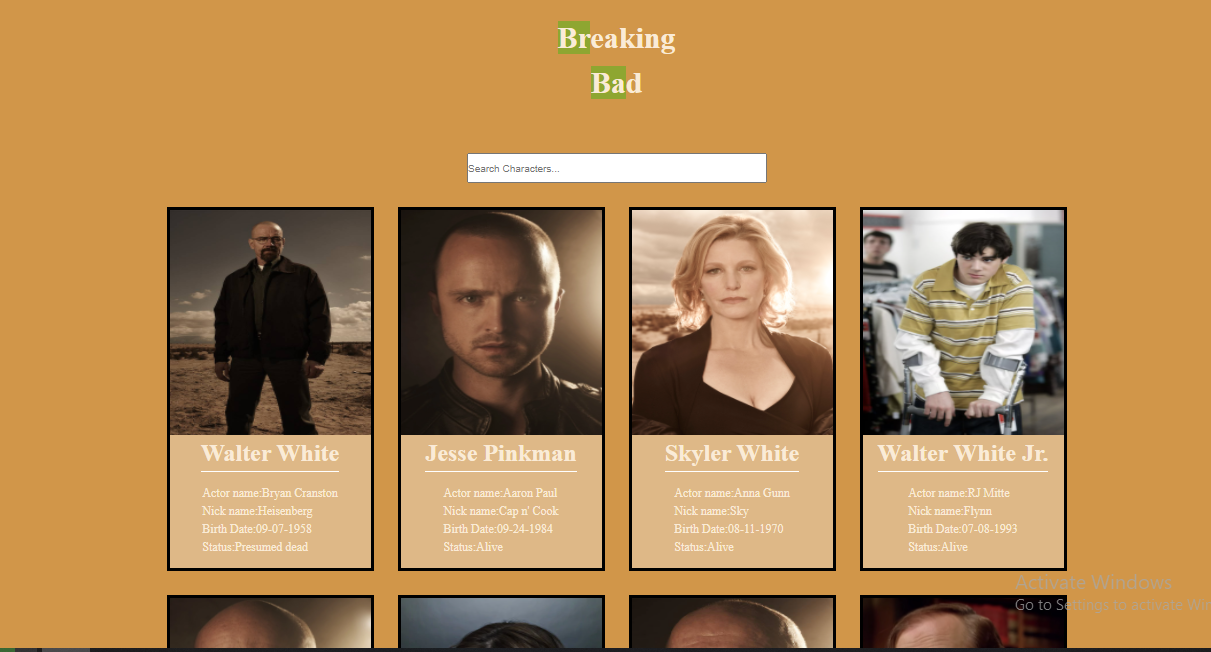 Breaking
Bad
Search Characters...
Walter White
Actor name:Bryan Cranston
Nick name:Heisenberg
Birth Date:09-07-1958
Status:Presumed dead
Jesse Pinkman
Actor name:Aaron Paul
Nick name:Cap n' Cook
Birth Date:09-24-1984
Status:Alive
Skyler White
Actor name:Anna Gunn
Nick name:Sky
Birth Date:08-11-1970
Status:Alive
Walter White Jr.
Actor name:RJ Mitte
Nick name:Flynn
Birth Date:07-08-1993
Status:Alive
Activate Windows
Go to Settings to activate Win